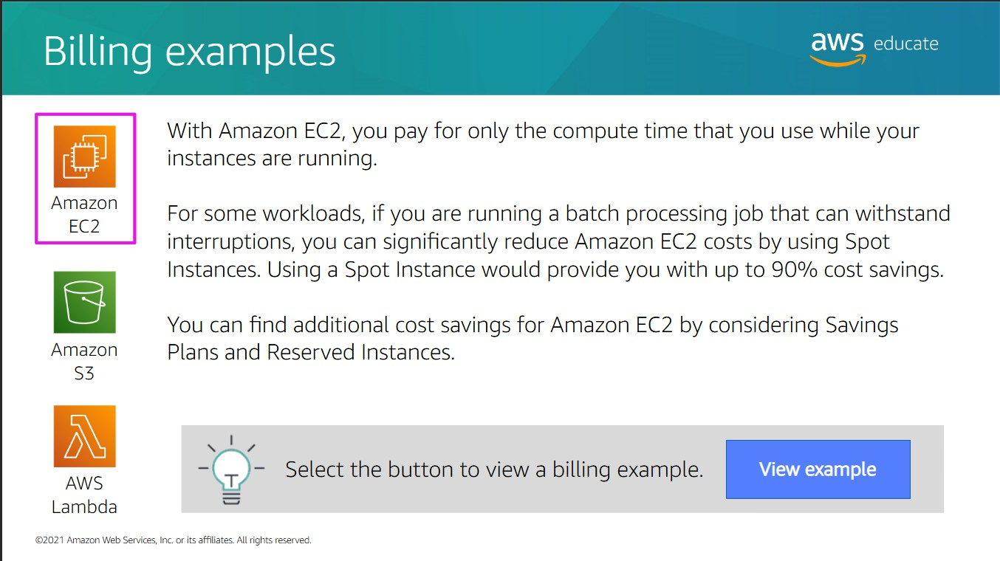 Billing examples
aws educate
Amazon
EC2
With Amazon EC2, you pay for only the compute time that you use while your
instances are running.
For some workloads, if you are running a batch processing job that can withstand
interruptions, you can significantly reduce Amazon EC2 costs by using Spot
Instances. Using a Spot Instance would provide you with up to 90% cost savings.
You can find additional cost savings for Amazon EC2 by considering Savings
Plans and Reserved Instances.
Amazon
S3
AWS
Lambda
Select the button to view a billing example.
View example
©2021 Amazon Web Services, Inc. or its affiliates. All rights reserved.